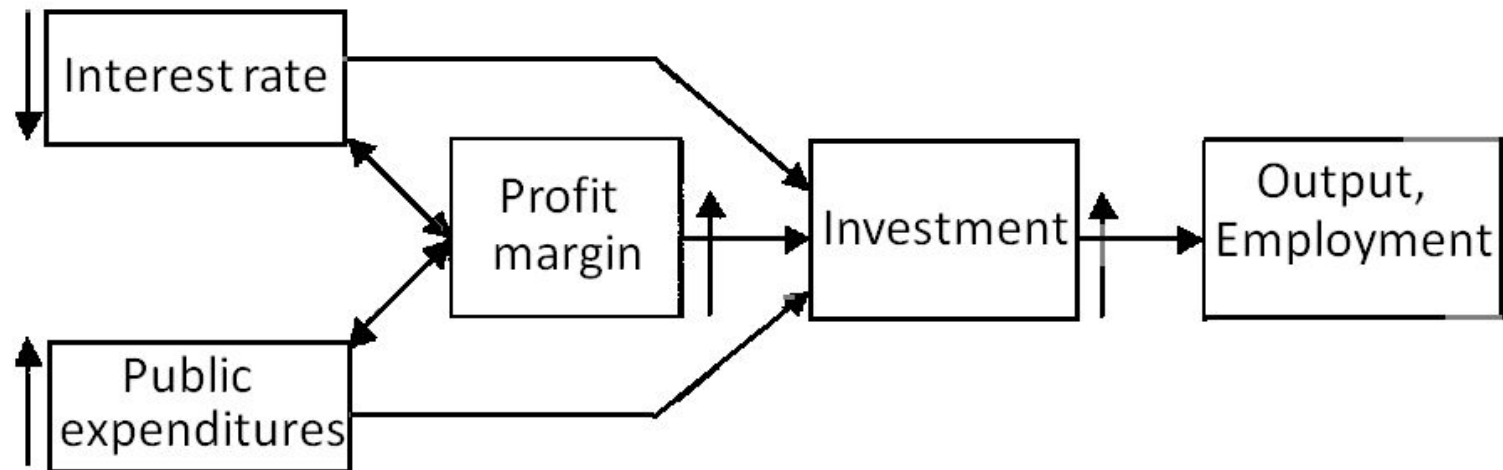 Interest rate
Profit
margin
Investment
Output,
Employment
Public
expenditures